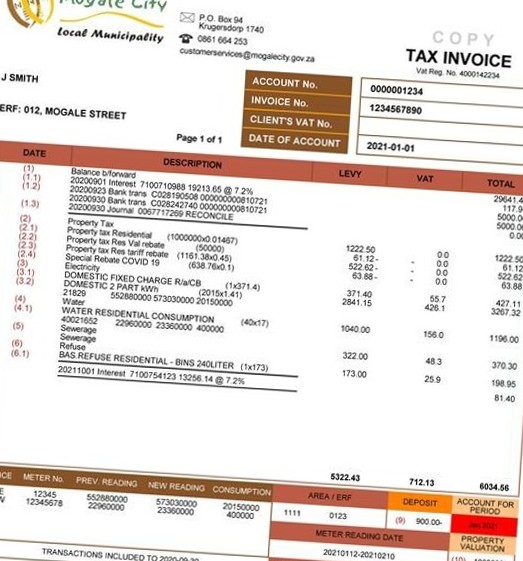 Mogale City
Local Municipality
P.O. Box 94
Krugersdorp 1740
0861 664 253
customerservices@mogalecity.gov.za
COPY
TAX INVOICE
Vat Reg. No. 4000142234
J SMITH
ERF: 012, MOGALE STREET
Page 1 of 1
ACCOUNT No. 0000001234
INVOICE No. 1234567890
CLIENT'S VAT No.
DATE OF ACCOUNT 2021-01-01
DATE DESCRIPTION LEVY VAT TOTAL
(1) Balance b/forward 29641.4
(1.1) 20200901 Interest 7100710988 19213.65 @ 7.2% 117.9
(1.2) 20200923 Bank trans C028190508 000000000810721 5000.0
20200930 Bank trans C028242740 000000000810721 5000.0
(1.3) 20200930 Journal 0067717269 RECONCILE 0.00
(2) Property Tax
(2.1) Property tax Residential (1000000x0.01467) 1222.50 0.0 1222.50
(2.2) Property tax Res Val rebate (50000) 61.12- - 0.0 61.12
(2.3) Property tax Res tariff rebate (1161.38x0.45) 522.62- - 0.0 522.62
(2.4) Special Rebate COVID 19 (638.76x0.1) 63.88- - 0.0 63.88
(3) Electricity
(3.1) DOMESTIC FIXED CHARGE R/a/CB (1x371.4) 371.40 55.7 427.11
(3.2) DOMESTIC 2 PART kWh (2015x1.41) 2841.15 426.1 3267.32
21829 552880000 573030000 20150000
(4) Water
(4.1) WATER RESIDENTIAL CONSUMPTION (40x17) 1040.00 156.0 1196.00
40021652 22960000 23360000 400000
(5) Sewerage
Sewerage 322.00 48.3 370.30
(6) Refuse
(6.1) BAS.REFUSE RESIDENTIAL - BINS 240LITER (1x173) 173.00 25.9 198.95
20211001 Interest 7100754123 13256.14 @ 7.2% 81.40
5322.43 712.13 6034.56
METER No. PREV. READING NEW READING CONSUMPTION
12345 552880000 573030000 20150000
12345678 22960000 23360000 400000
AREA / ERF DEPOSIT ACCOUNT FOR PERIOD
1111 0123 (9) 900.00- Jan 2021
METER READING DATE PROPERTY VALUATION
20210112-20210210 (10)
TRANSACTIONS INCLUDED TO 2020-09-30